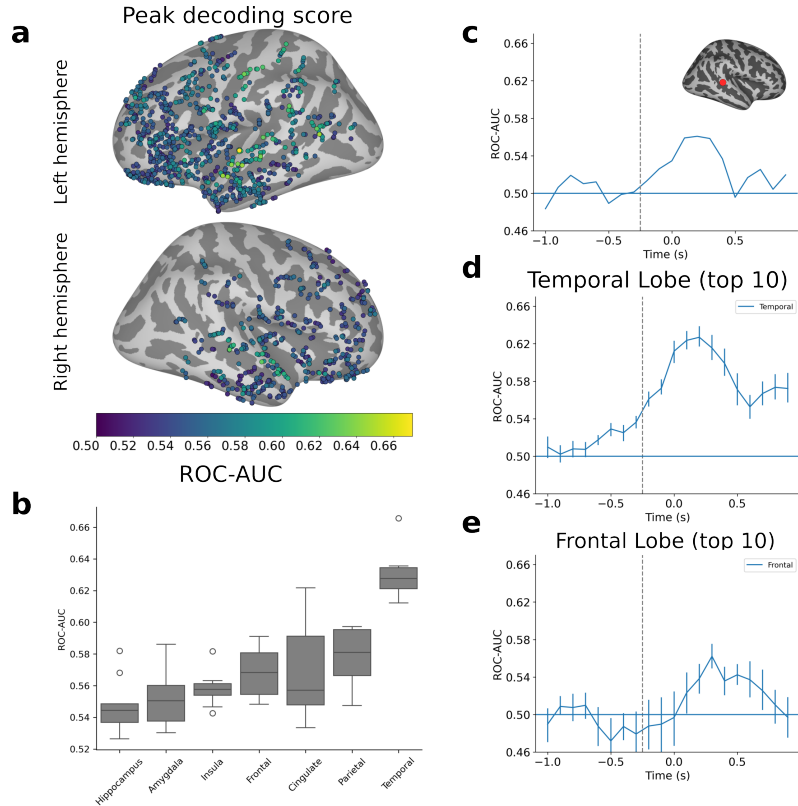 a
Peak decoding score
Left hemisphere
Right hemisphere
0.50 0.52 0.54 0.56 0.58 0.60 0.62 0.64 0.66
ROC-AUC
b
ROC-AUC
0.66
0.64
0.62
0.60
0.58
0.56
0.54
0.52
Hippocampus
Amygdala
Insula
Frontal
Cingulate
Parietal
Temporal
c
ROC-AUC
0.66
0.62
0.58
0.54
0.50
0.46
−1.0 −0.5 0.0 0.5
Time (s)
d
Temporal Lobe (top 10)
Temporal
ROC-AUC
0.66
0.62
0.58
0.54
0.50
0.46
−1.0 −0.5 0.0 0.5
Time (s)
e
Frontal Lobe (top 10)
Frontal
ROC-AUC
0.66
0.62
0.58
0.54
0.50
0.46
−1.0 −0.5 0.0 0.5
Time (s)